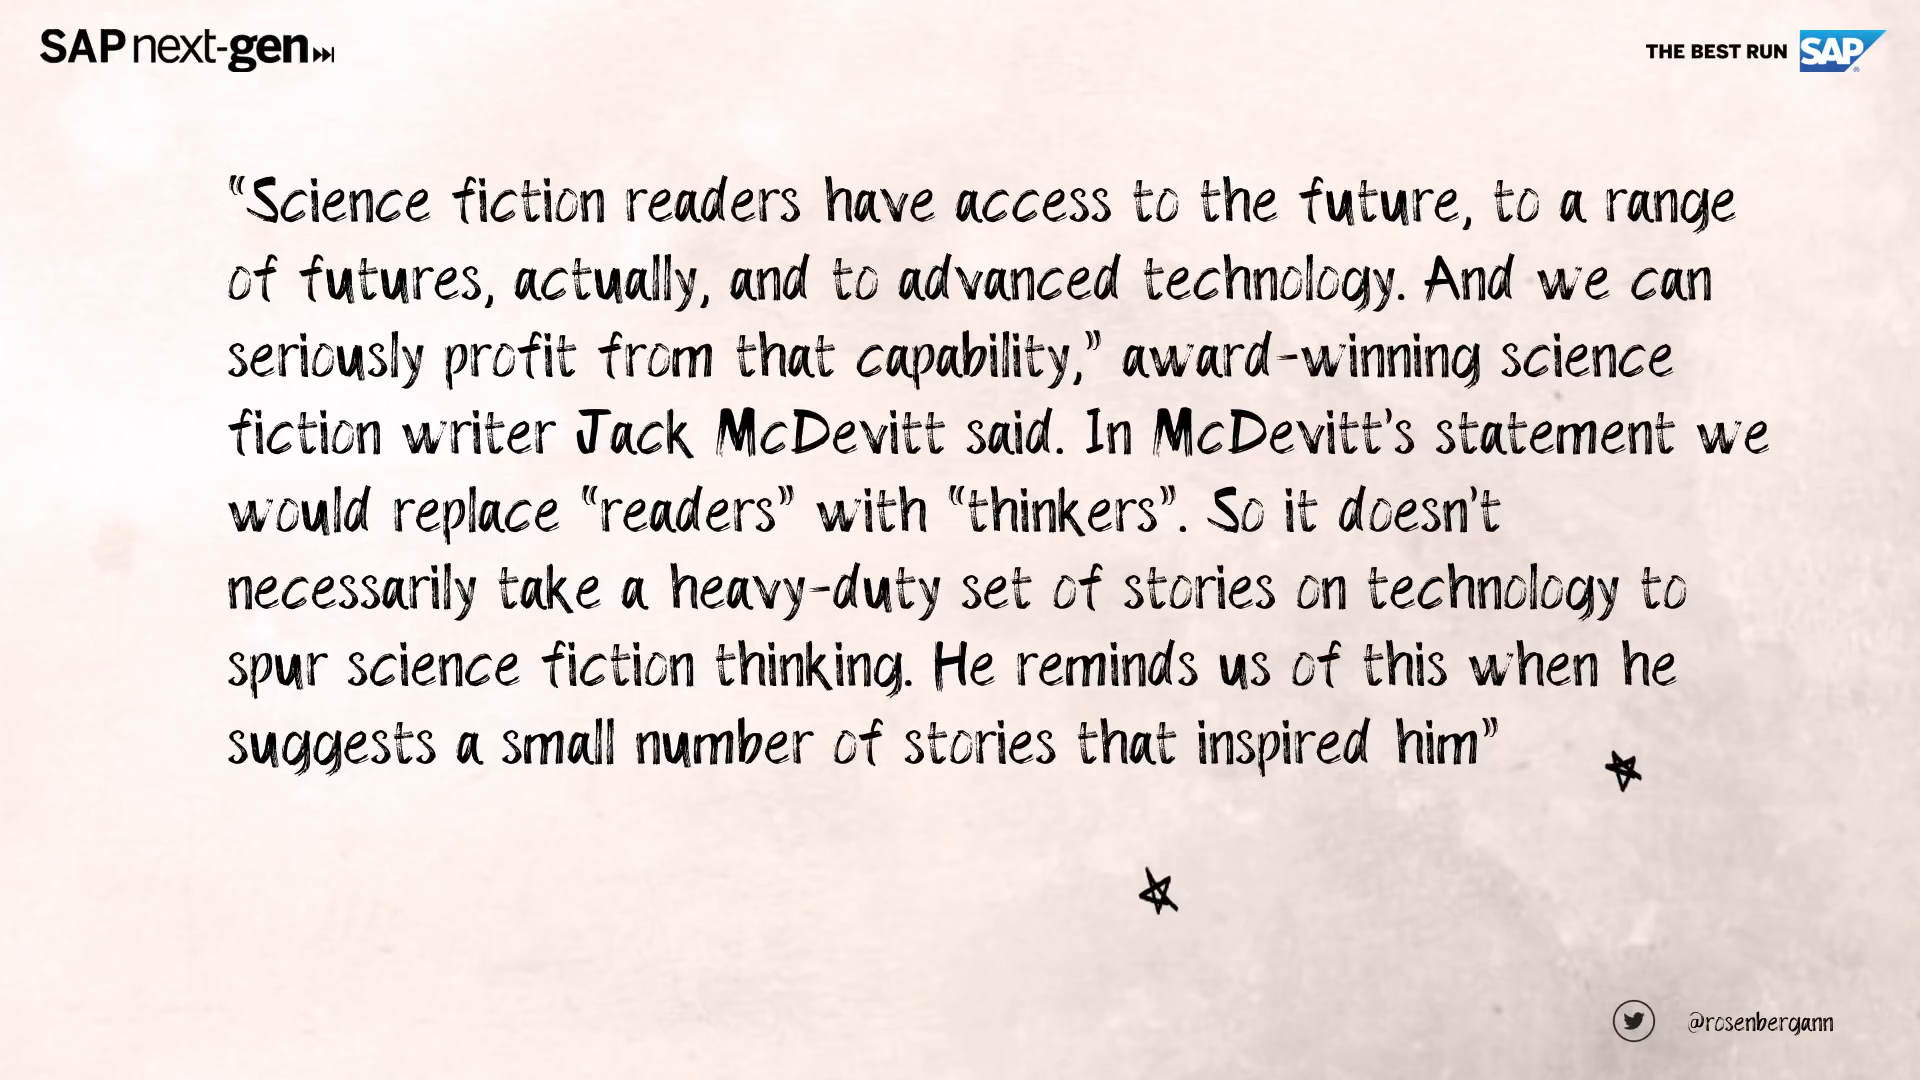 SAP next-gen
THE BEST RUN SAP
“Science fiction readers have access to the future, to a range
of futures, actually, and to advanced technology. And we can
seriously profit from that capability,” award-winning science
fiction writer Jack McDevitt said. In McDevitt’s statement we
would replace “readers” with “thinkers”. So it doesn’t
necessarily take a heavy-duty set of stories on technology to
spur science fiction thinking. He reminds us of this when he
suggests a small number of stories that inspired him”
@rosenbergann